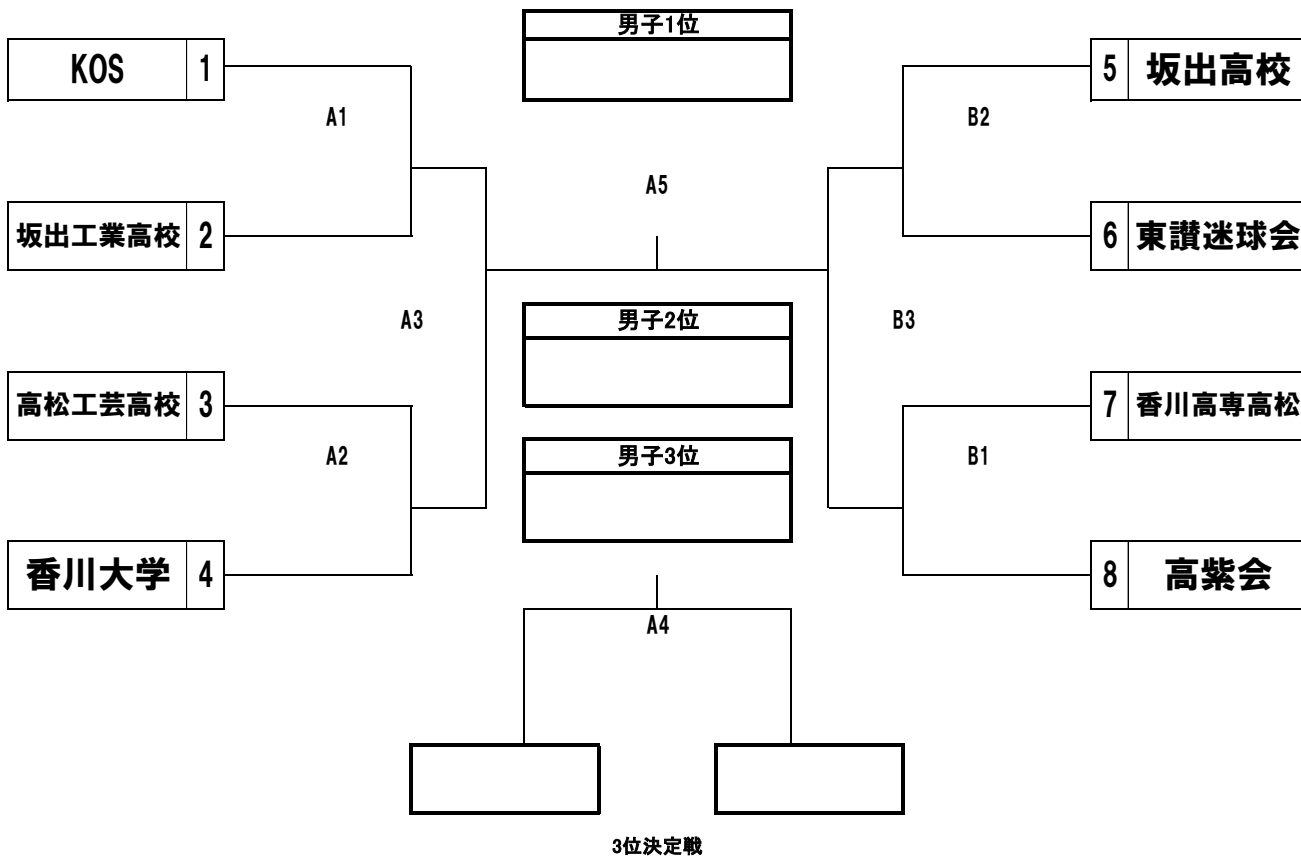 男子1位
KOS 1
5 坂出高校
A1
B2
A5
坂出工業高校 2
6 東讃迷球会
A3
男子2位
B3
高松工芸高校 3
7 香川高専高松
A2
男子3位
B1
香川大学 4
8 高紫会
A4
3位決定戦